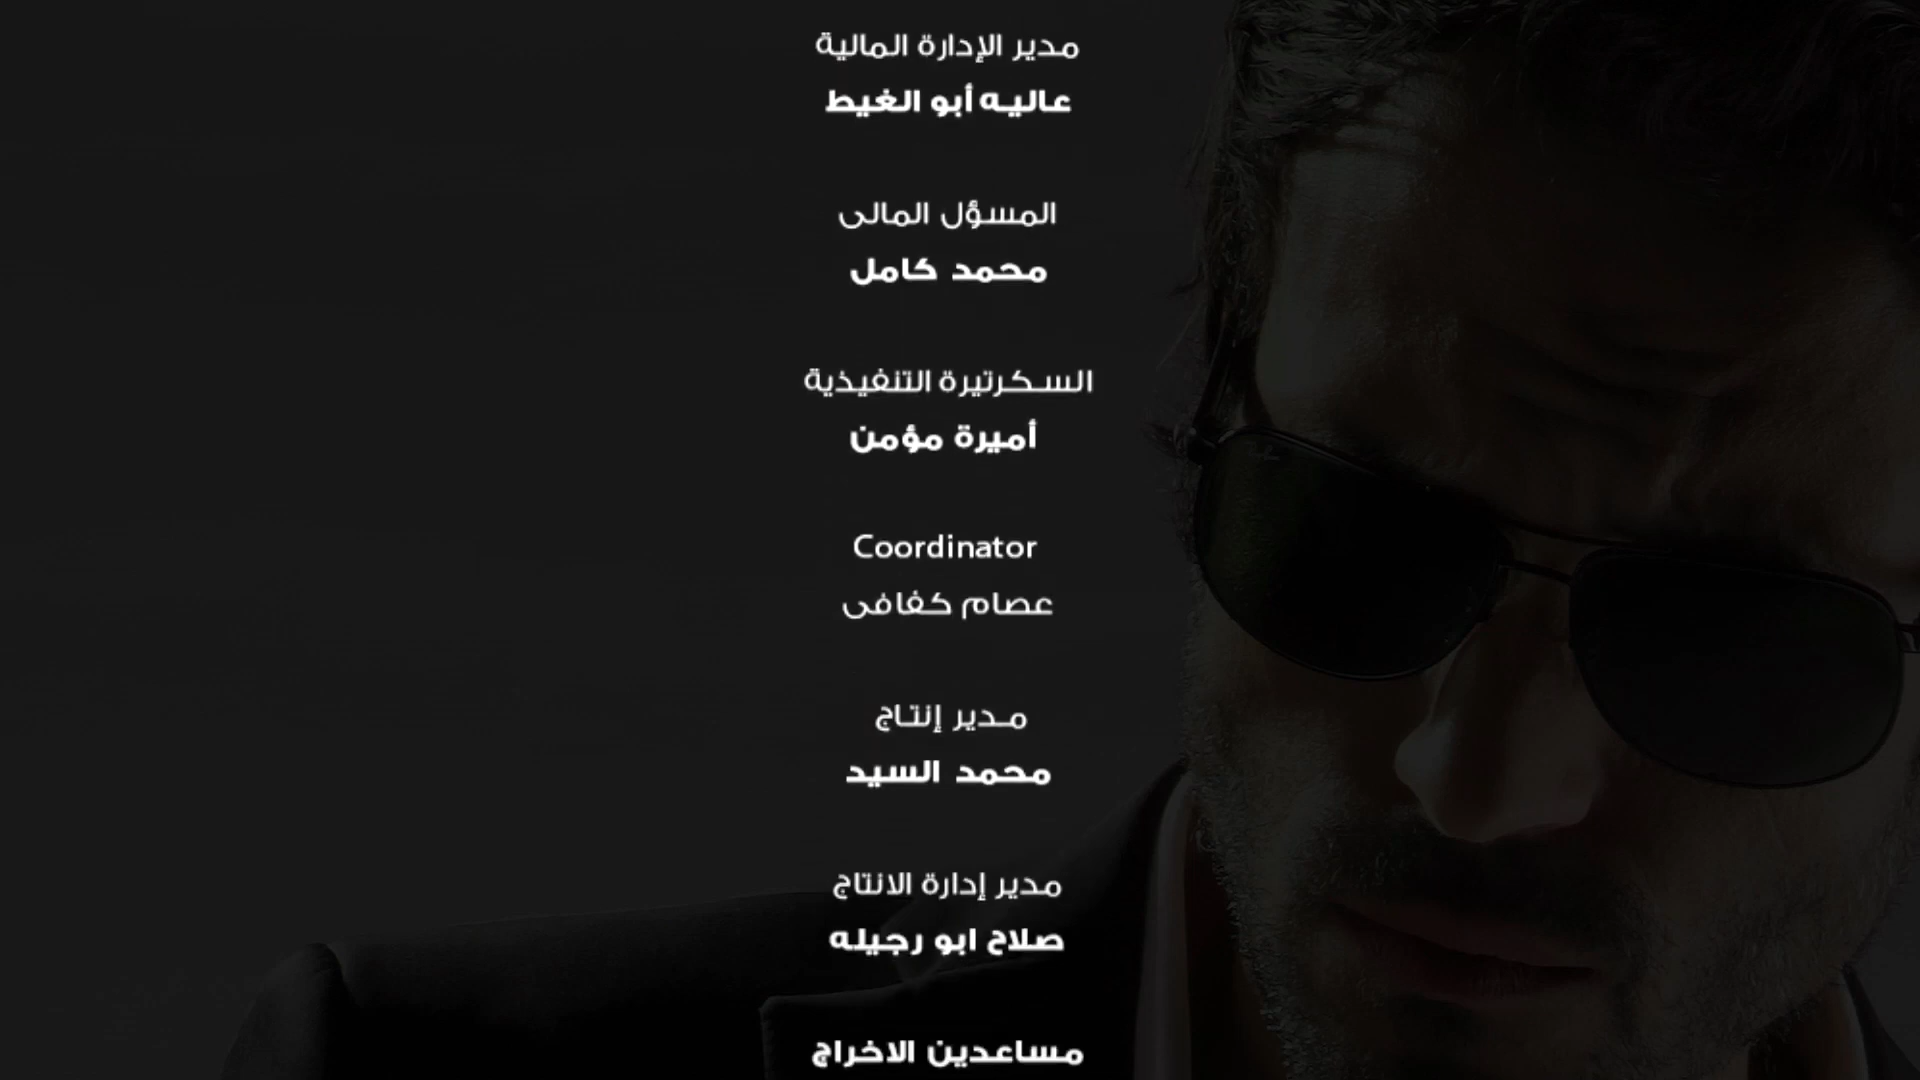 مدير الإدارة المالية
عاليه أبو الغيط
المسؤل المالى
محمد كامل
السكرتيرة التنفيذية
أميرة مؤمن
Coordinator
عصام كفافى
مدير إنتاج
محمد السيد
مدير إدارة الانتاج
صلاح ابو رجيله
مساعدين الاخراج